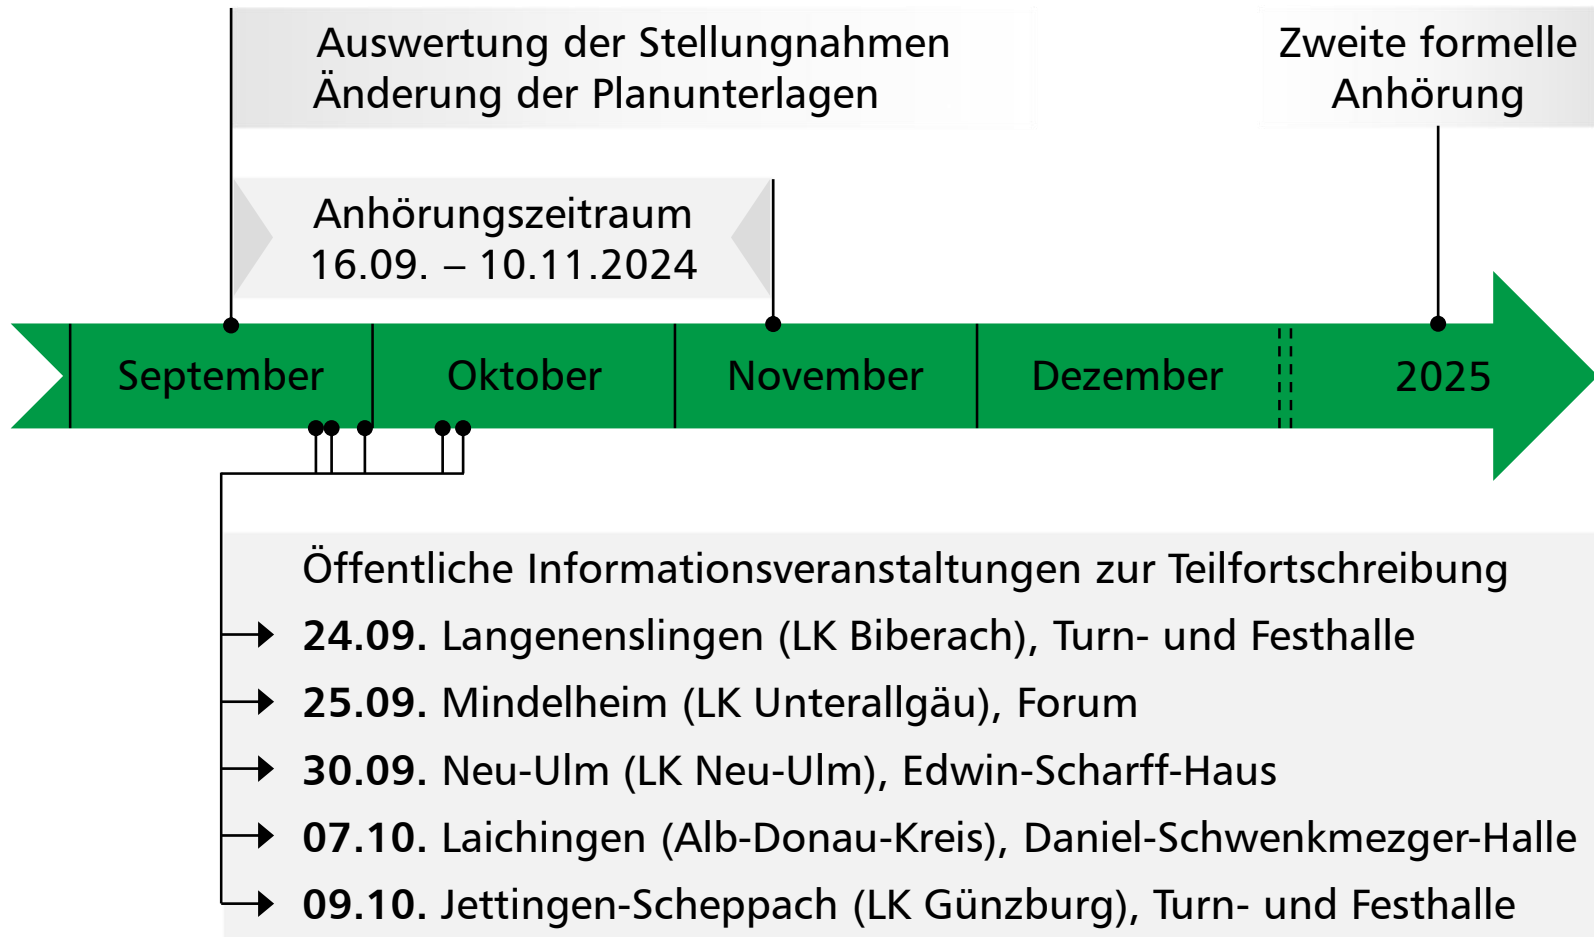 Auswertung der Stellungnahmen
Änderung der Planunterlagen
Zweite formelle
Anhörung
Anhörungszeitraum
16.09. – 10.11.2024
September
Oktober
November
Dezember
2025
Öffentliche Informationsveranstaltungen zur Teilfortschreibung
24.09. Langenenslingen (LK Biberach), Turn- und Festhalle
25.09. Mindelheim (LK Unterallgäu), Forum
30.09. Neu-Ulm (LK Neu-Ulm), Edwin-Scharff-Haus
07.10. Laichingen (Alb-Donau-Kreis), Daniel-Schwenkmezger-Halle
09.10. Jettingen-Scheppach (LK Günzburg), Turn- und Festhalle